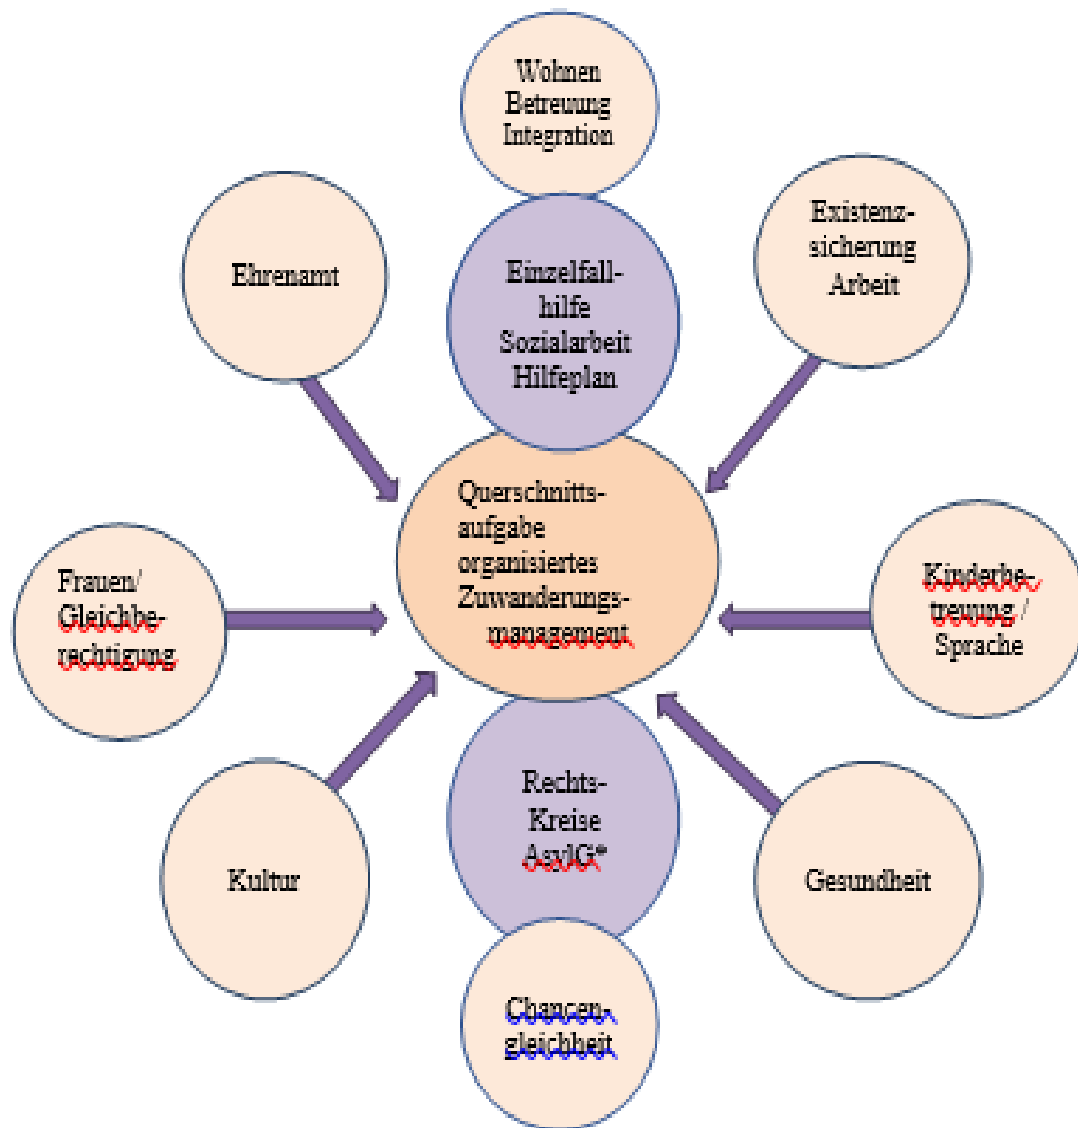 Wohnen
Betreuung
Integration
Ehrenamt
Existenz-
sicherung
Arbeit
Einzelfall-
hilfe
Sozialarbeit
Hilfeplan
Querschnitts-
aufgabe
organisiertes
Zuwanderungs-
management
Frauen/
Gleichbe-
rechtigung
Kinderbe-
treuung /
Sprache
Rechts-
Kreise
AsylG*
Kultur
Gesundheit
Chancen-
gleichheit